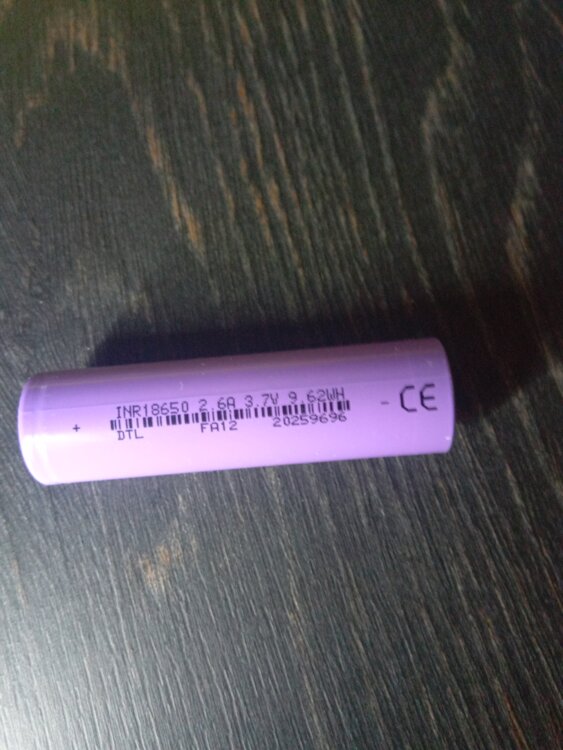 INR18650 2.6A 3.7V 9.62WH
DTL FA12 20259696
+
- CE